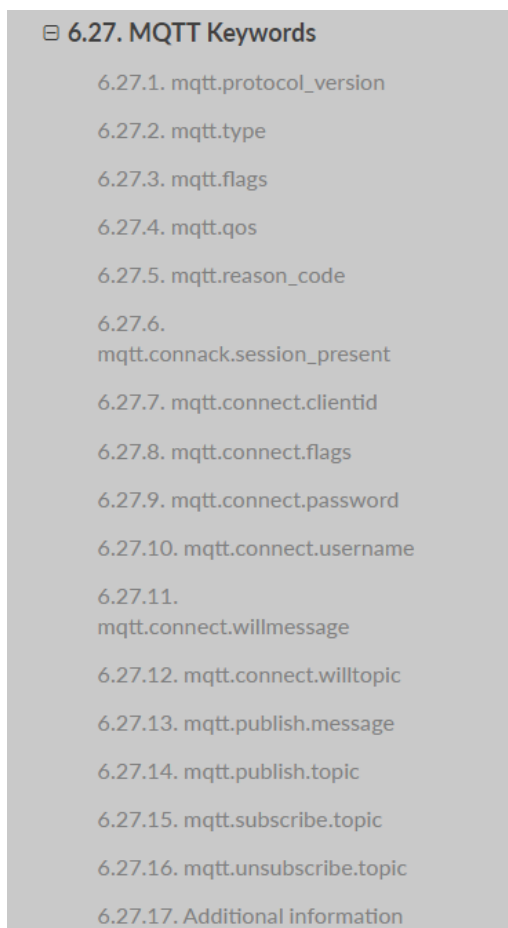 6.27. MQTT Keywords
6.27.1. mqtt.protocol_version
6.27.2. mqtt.type
6.27.3. mqtt.flags
6.27.4. mqtt.qos
6.27.5. mqtt.reason_code
6.27.6.
mqtt.connack.session_present
6.27.7. mqtt.connect.clientid
6.27.8. mqtt.connect.flags
6.27.9. mqtt.connect.password
6.27.10. mqtt.connect.username
6.27.11.
mqtt.connect.willmessage
6.27.12. mqtt.connect.willtopic
6.27.13. mqtt.publish.message
6.27.14. mqtt.publish.topic
6.27.15. mqtt.subscribe.topic
6.27.16. mqtt.unsubscribe.topic
6.27.17. Additional information